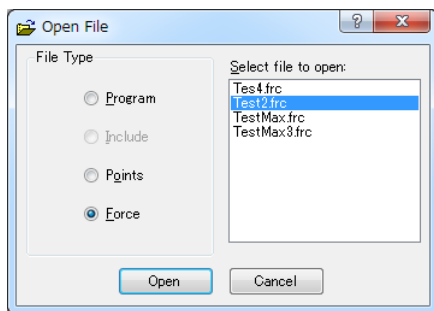 Open File
File Type
Program
Include
Points
Force
Select file to open:
Tes4.frc
Test2.frc
TestMax.frc
TestMax3.frc
Open
Cancel